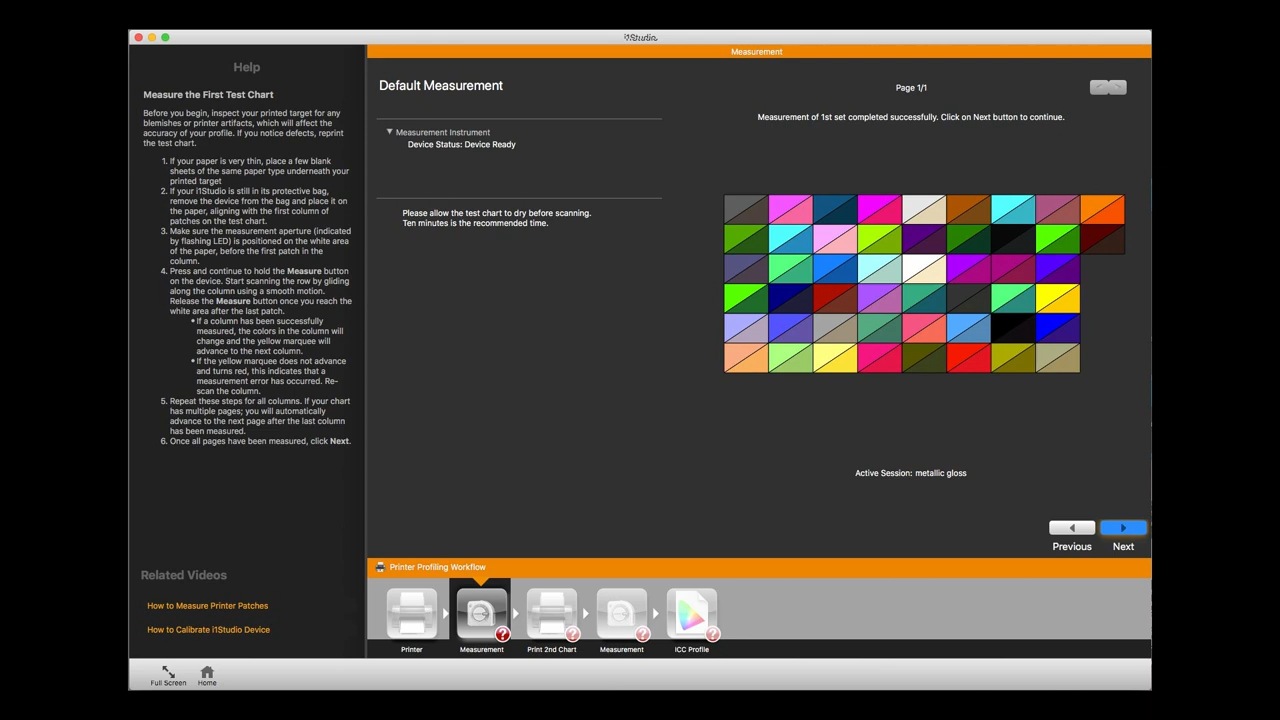 i1Studio
Help
Measure the First Test Chart
Before you begin, inspect your printed target for any
blemishes or printer artifacts, which will affect the
accuracy of your profile. If you notice defects, reprint
the test chart.
1. If your paper is very thin, place a few blank
sheets of the same paper type underneath your
printed target
2. If your i1Studio is still in its protective bag,
remove the device from the bag and place it on
the paper, aligning with the first column of
patches on the test chart.
3. Make sure the measurement aperture (indicated
by flashing LED) is positioned on the white area
of the paper, before the first patch in the
column.
4. Press and continue to hold the Measure button
on the device. Start scanning the row by gliding
along the column using a smooth motion.
Release the Measure button once you reach the
white area after the last patch.
• If a column has been successfully
measured, the colors in the column will
change and the yellow marquee will
advance to the next column.
• If the yellow marquee does not advance
and turns red, this indicates that a
measurement error has occurred. Re-
scan the column.
5. Repeat these steps for all columns. If your chart
has multiple pages; you will automatically
advance to the next page after the last column
has been measured.
6. Once all pages have been measured, click Next.
Related Videos
How to Measure Printer Patches
How to Calibrate i1Studio Device
Full Screen
Home
Measurement
Default Measurement
Measurement Instrument
Device Status: Device Ready
Please allow the test chart to dry before scanning.
Ten minutes is the recommended time.
Page 1/1
Measurement of 1st set completed successfully. Click on Next button to continue.
Active Session: metallic gloss
Previous
Next
Printer Profiling Workflow
Printer
Measurement
Print 2nd Chart
Measurement
ICC Profile